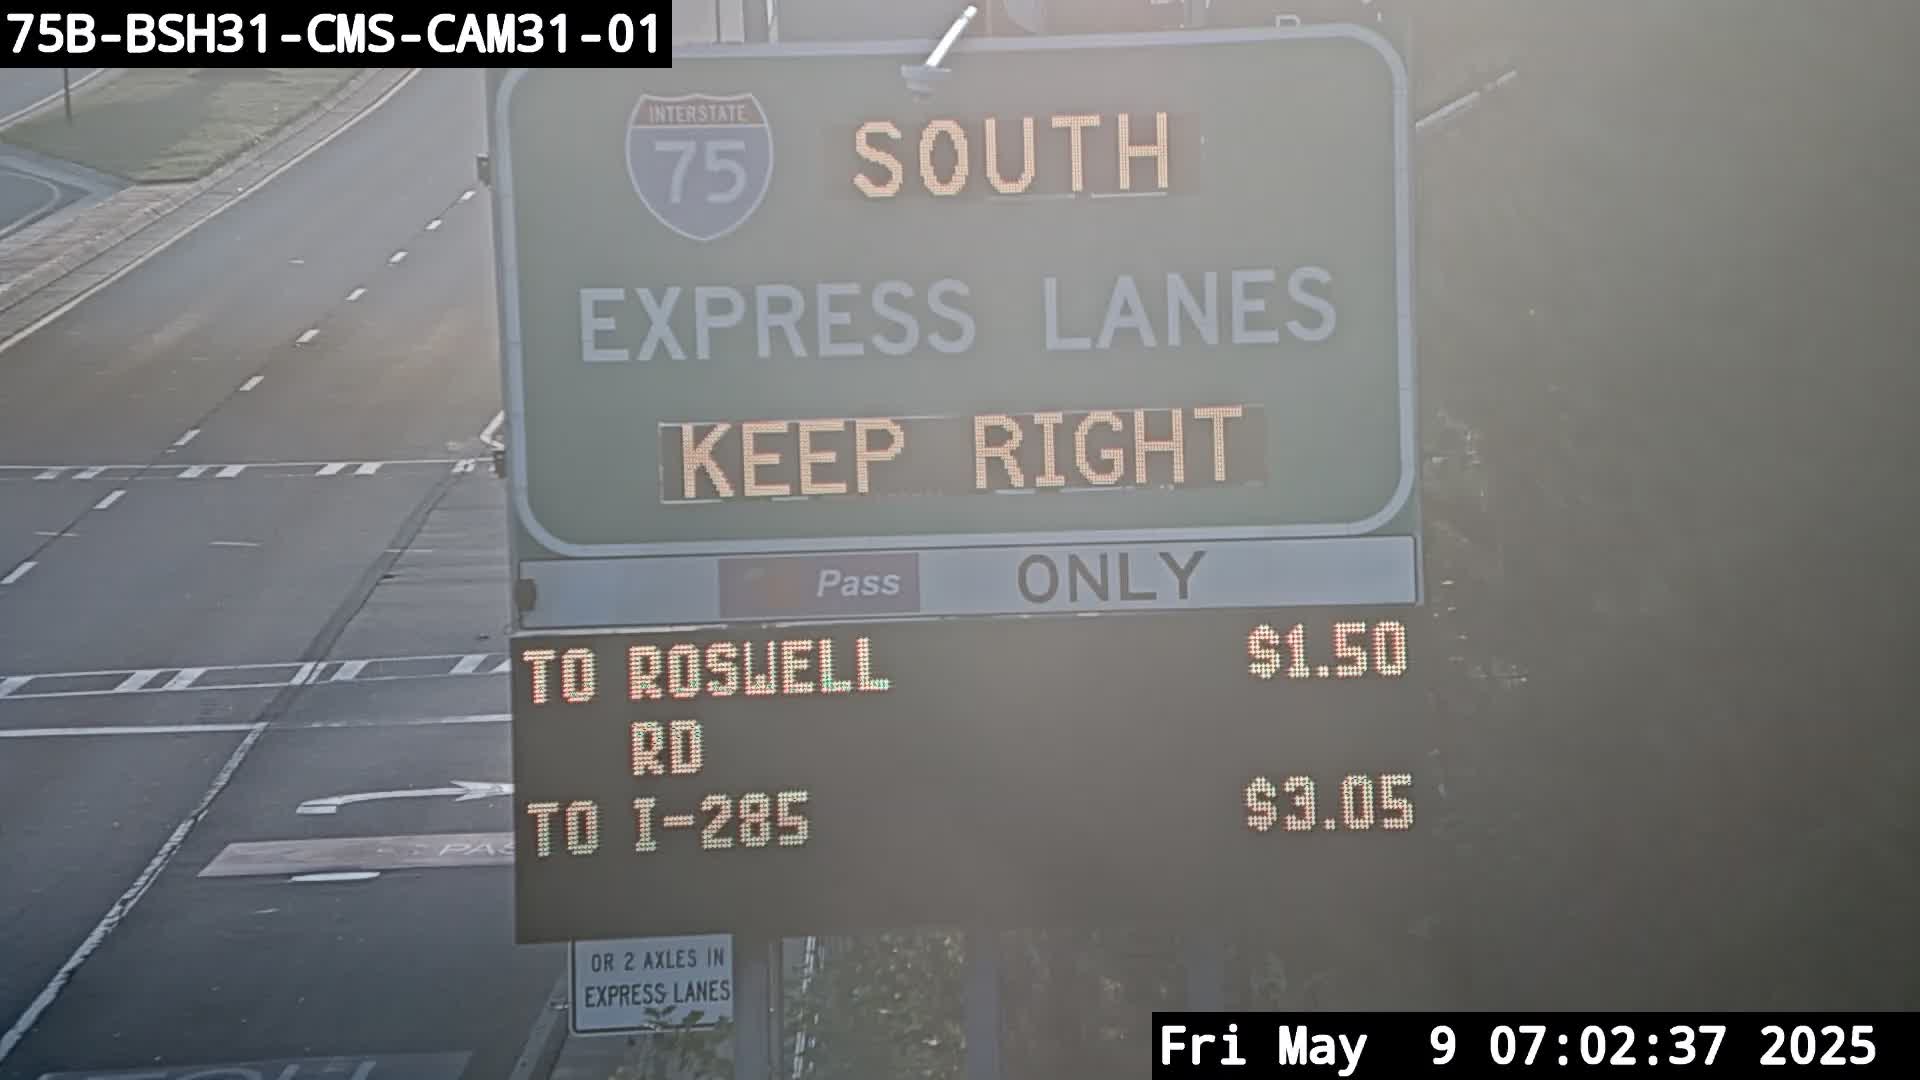 75B-BSH31-CMS-CAM31-01
INTERSTATE
75
SOUTH
EXPRESS LANES
KEEP RIGHT
Pass ONLY
TO ROSWELL $1.50
RD
TO I-285 $3.05
OR 2 AXLES IN
EXPRESS LANES
Fri May 9 07:02:37 2025